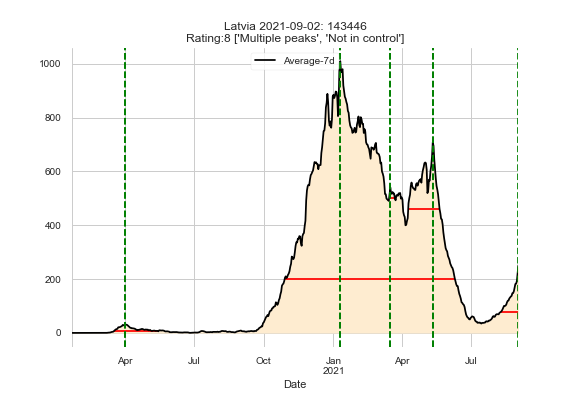 Latvia 2021-09-02: 143446
Rating:8 ['Multiple peaks', 'Not in control']
Average-7d
1000
800
600
400
200
0
Apr Jul Oct Jan Apr Jul
2021
Date